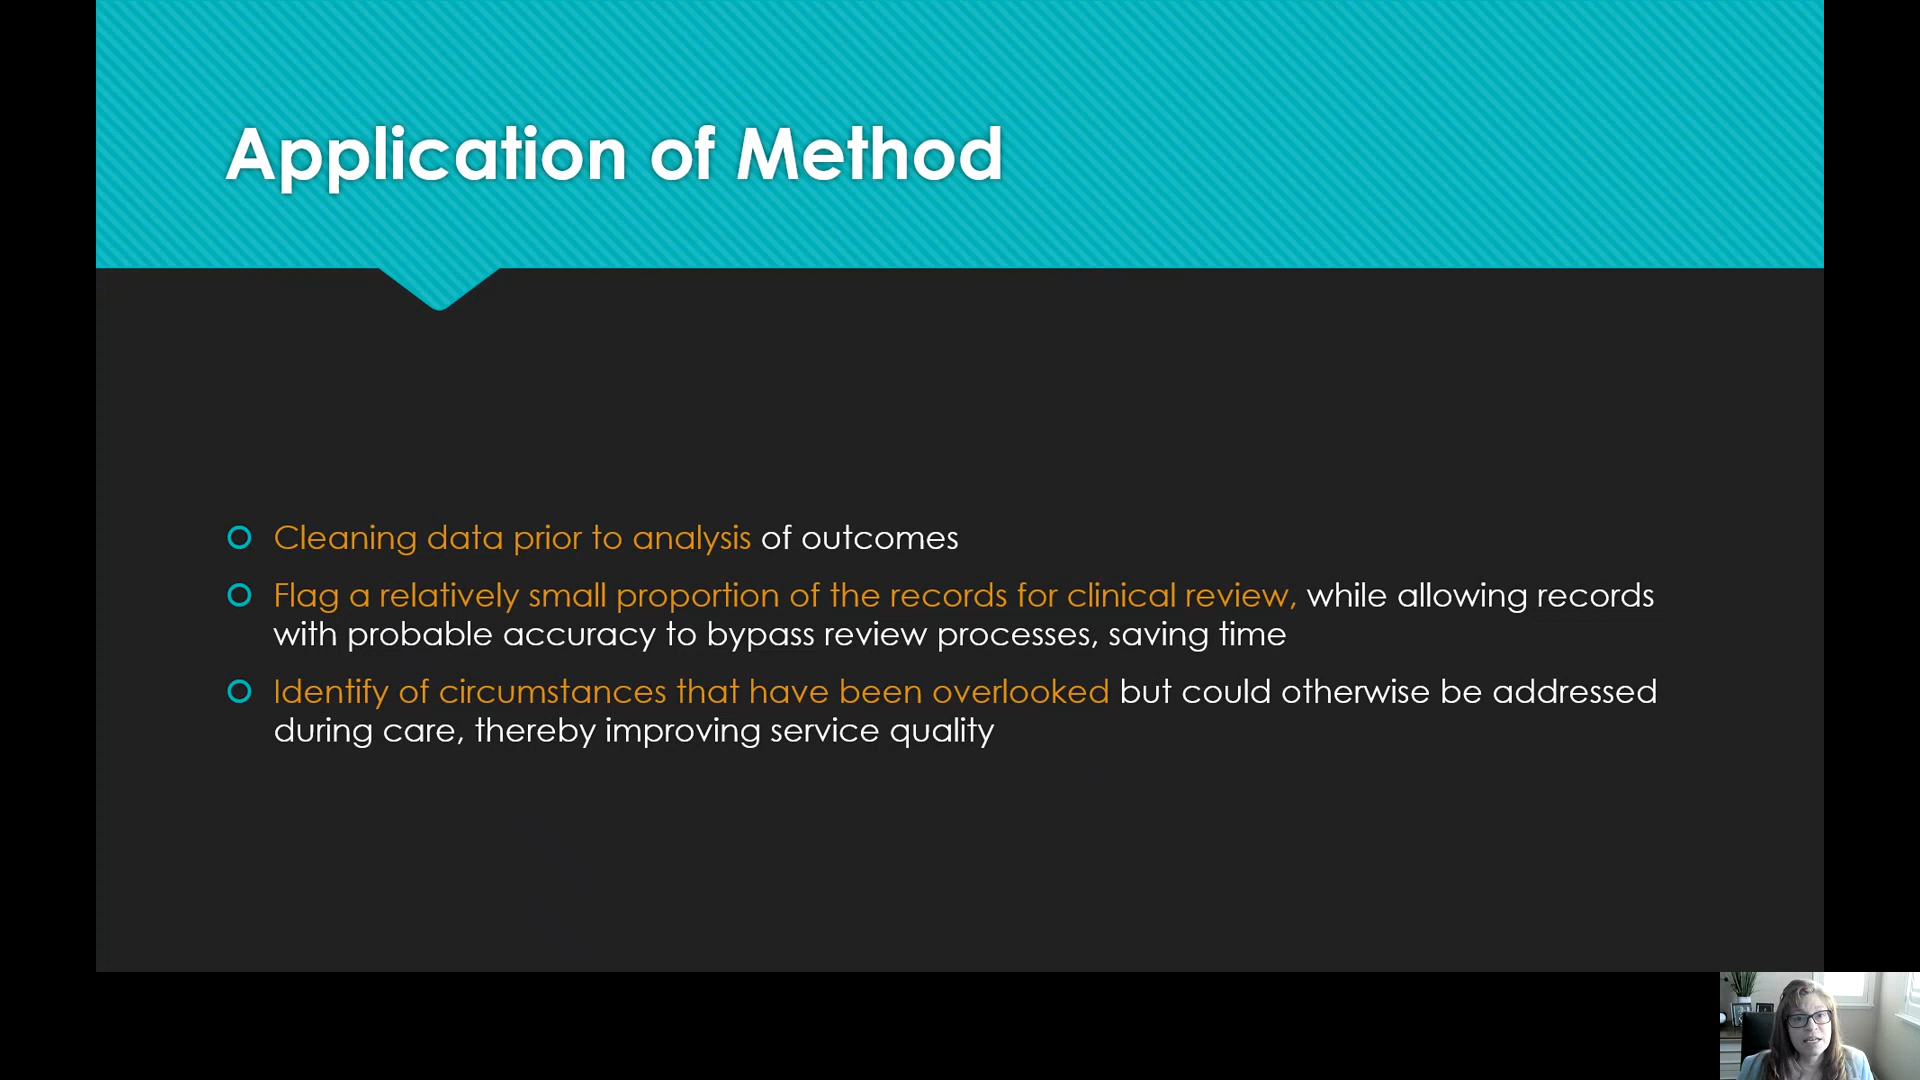 Application of Method
Cleaning data prior to analysis of outcomes
Flag a relatively small proportion of the records for clinical review, while allowing records
with probable accuracy to bypass review processes, saving time
Identify of circumstances that have been overlooked but could otherwise be addressed
during care, thereby improving service quality